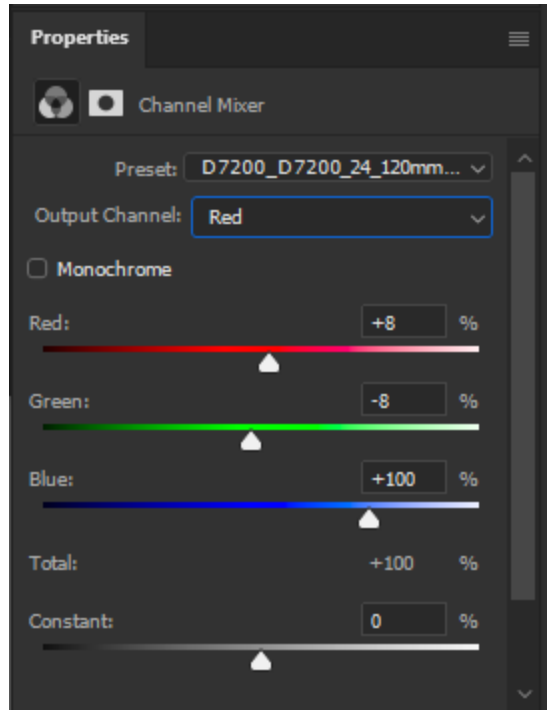 Properties
Channel Mixer
Preset: D7200_D7200_24_120mm...
Output Channel: Red
Monochrome
Red: +8 %
Green: -8 %
Blue: +100 %
Total: +100 %
Constant: 0 %